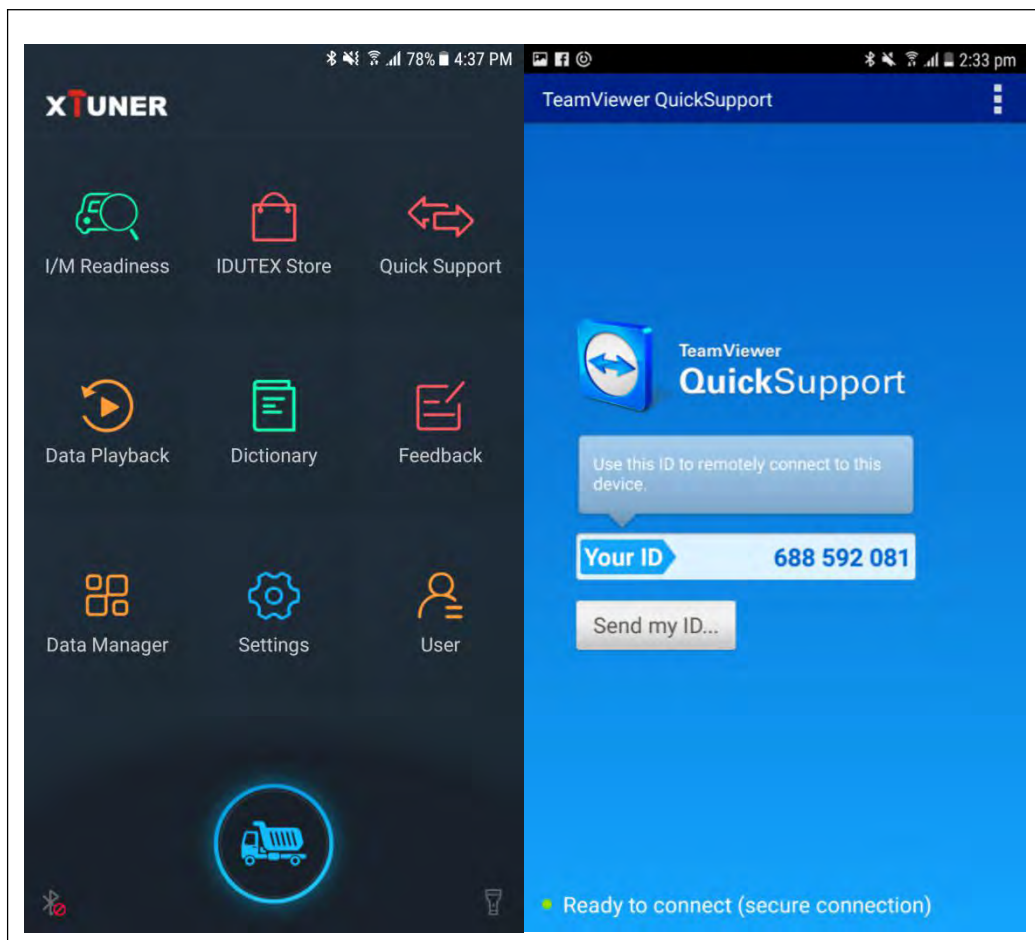 78% 4:37 PM
XTUNER
I/M Readiness
IDUTEX Store
Quick Support
Data Playback
Dictionary
Feedback
Data Manager
Settings
User
2:33 pm
TeamViewer QuickSupport
TeamViewer
QuickSupport
Use this ID to remotely connect to this
device.
Your ID 688 592 081
Send my ID...
Ready to connect (secure connection)